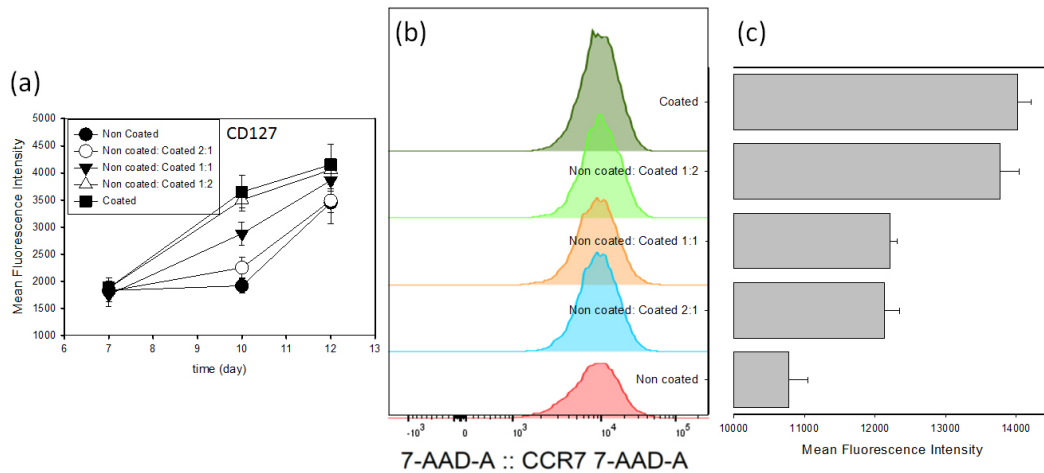 (a)
CD127
Non Coated
Non coated: Coated 2:1
Non coated: Coated 1:1
Non coated: Coated 1:2
Coated
Mean Fluorescence Intensity
5000
4500
4000
3500
3000
2500
2000
1500
1000
6 7 8 9 10 11 12 13
time (day)
(b)
Coated
Non coated: Coated 1:2
Non coated: Coated 1:1
Non coated: Coated 2:1
Non coated
-10³ 0 10³ 10⁴ 10⁵
7-AAD-A :: CCR7 7-AAD-A
(c)
10000 11000 12000 13000 14000
Mean Fluorescence Intensity